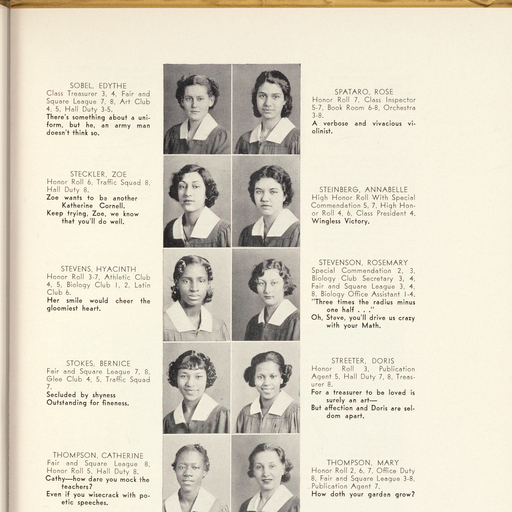 SOBEL, EDYTHE
Class Treasurer 3, 4, Fair and
Square League 7, 8, Art Club
4, 5, Hall Duty 3-5.
There's something about a uni-
form, but he, an army man
doesn't think so.
SPATARO, ROSE
Honor Roll 7, Class Inspector
5-7, Book Room 6-8, Orchestra
3-8.
A verbose and vivacious vi-
olinist.
STECKLER, ZOE
Honor Roll 6, Traffic Squad 8,
Hall Duty 8.
Zoe wants to be another
Katherine Cornell.
Keep trying, Zoe, we know
that you'll do well.
STEINBERG, ANNABELLE
High Honor Roll With Special
Commendation 5, 7, High Hon-
or Roll 4, 6, Class President 4.
Wingless Victory.
STEVENS, HYACINTH
Honor Roll 3-7, Athletic Club
4, 5, Biology Club 1, 2, Latin
Club 6.
Her smile would cheer the
gloomiest heart.
STEVENSON, ROSEMARY
Special Commendation 2, 3,
Biology Club Secretary 3, 4,
Fair and Square League 3, 4,
8, Biology Office Assistant 1-4.
"Three times the radius minus
one half . . ."
Oh, Steve, you'll drive us crazy
with your Math.
STOKES, BERNICE
Fair and Square League 7, 8,
Glee Club 4, 5, Traffic Squad
7.
Secluded by shyness
Outstanding for fineness.
STREETER, DORIS
Honor Roll 3, Publication
Agent 5, Hall Duty 7, 8, Treas-
urer 8.
For a treasurer to be loved is
surely an art—
But affection and Doris are sel-
dom apart.
THOMPSON, CATHERINE
Fair and Square League 8,
Honor Roll 5, Hall Duty 8.
Cathy—how dare you mock the
teachers?
Even if you wisecrack with po-
etic speeches.
THOMPSON, MARY
Honor Roll 2, 6, 7, Office Duty
8, Fair and Square League 3-8,
Publication Agent 7.
How doth your garden grow?